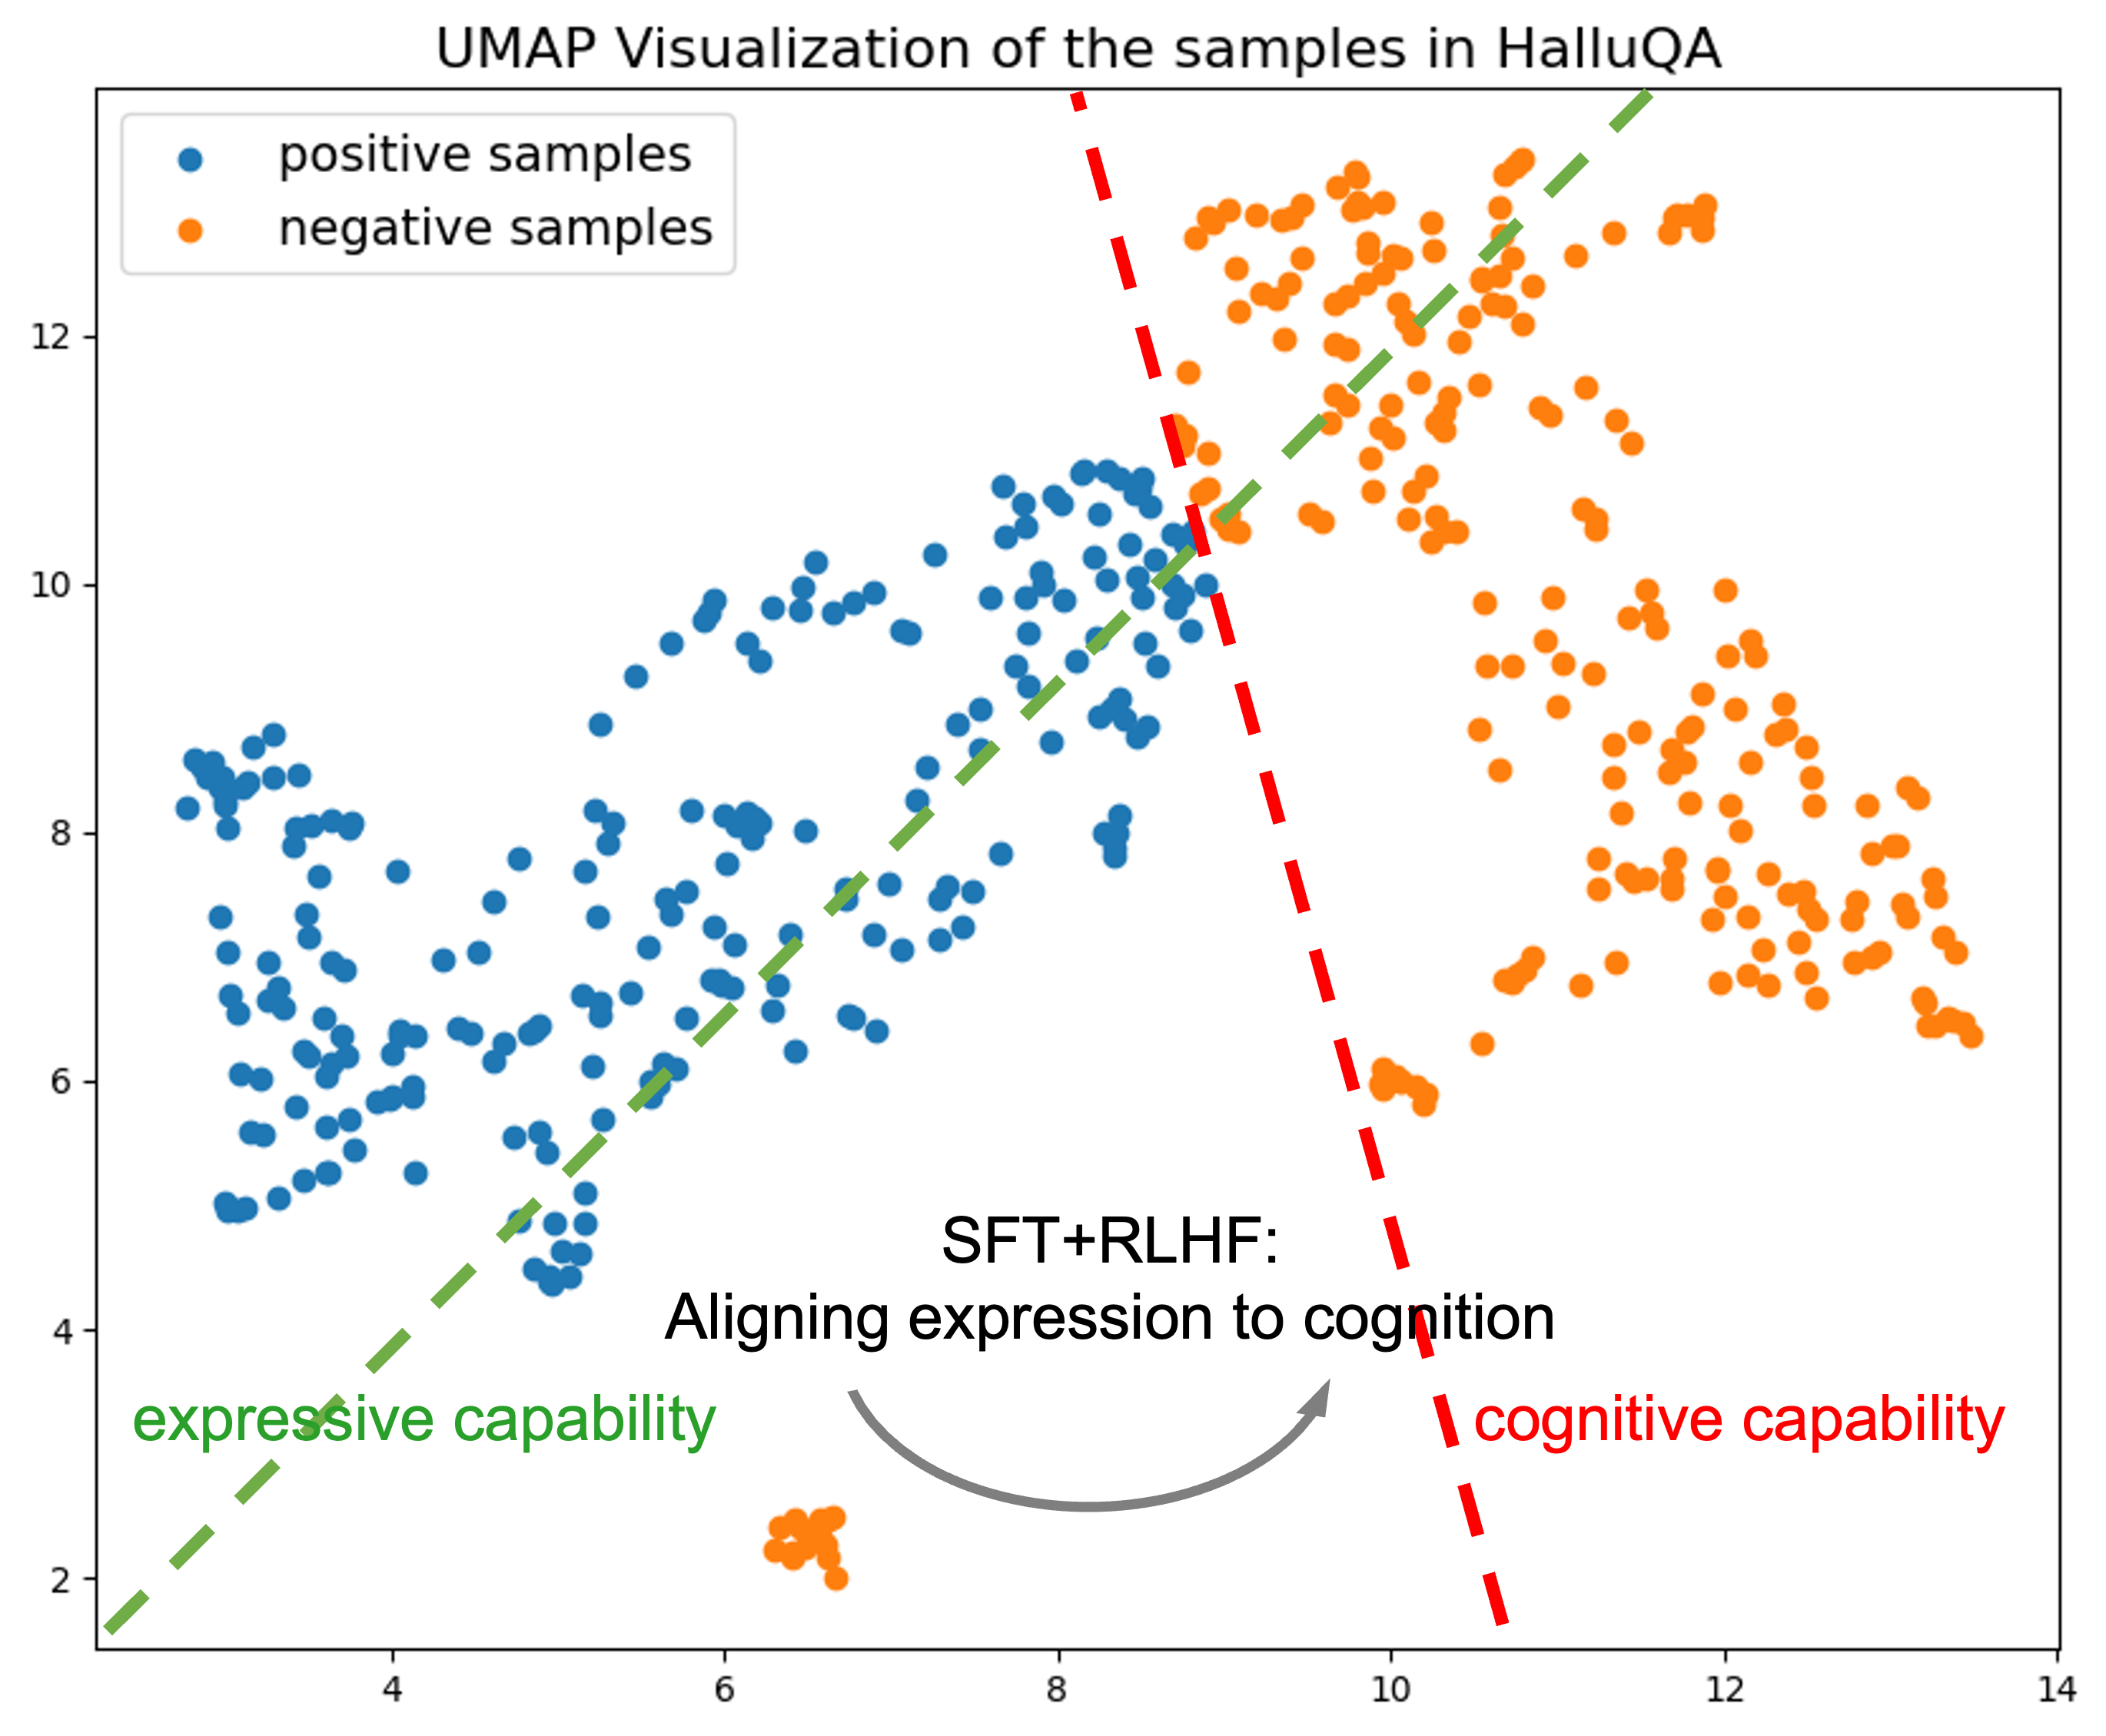 UMAP Visualization of the samples in HalluQA
positive samples
negative samples
12
10
8
6
4
2
SFT+RLHF:
Aligning expression to cognition
expressive capability
cognitive capability
4
6
8
10
12
14